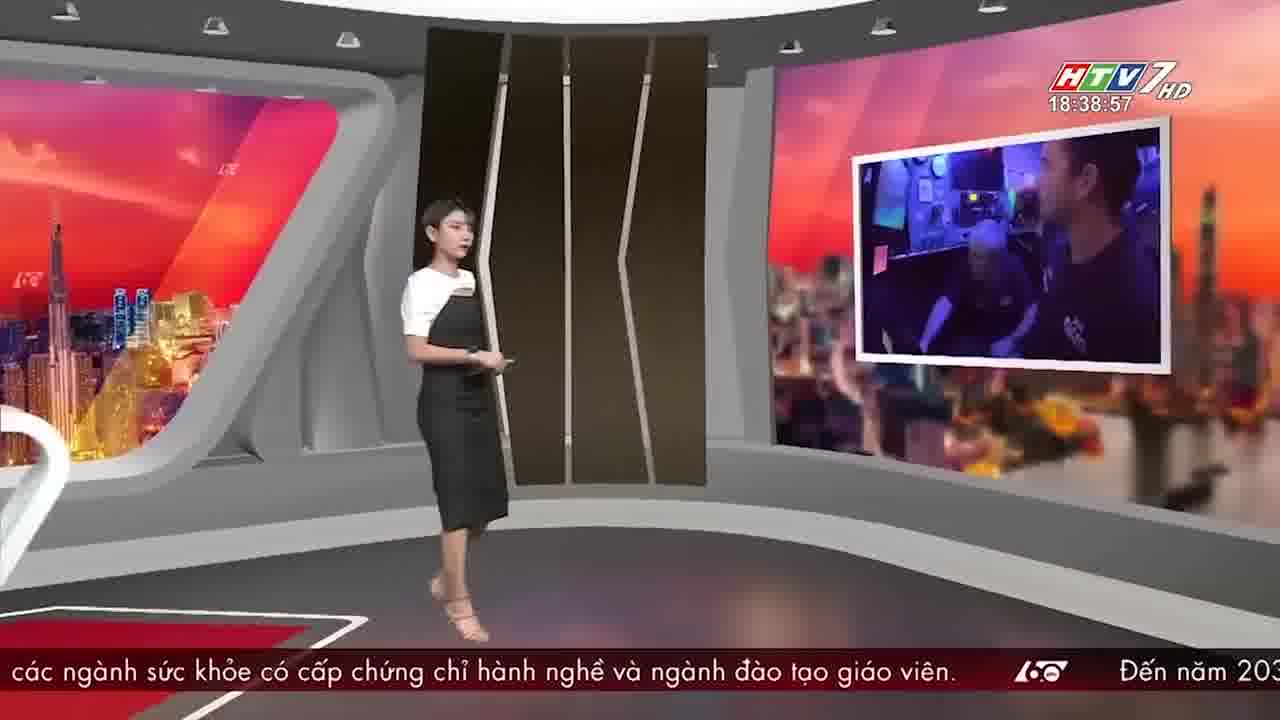 HTV7 HD
18:38:57
các ngành sức khỏe có cấp chứng chỉ hành nghề và ngành đào tạo giáo viên. Đến năm 203